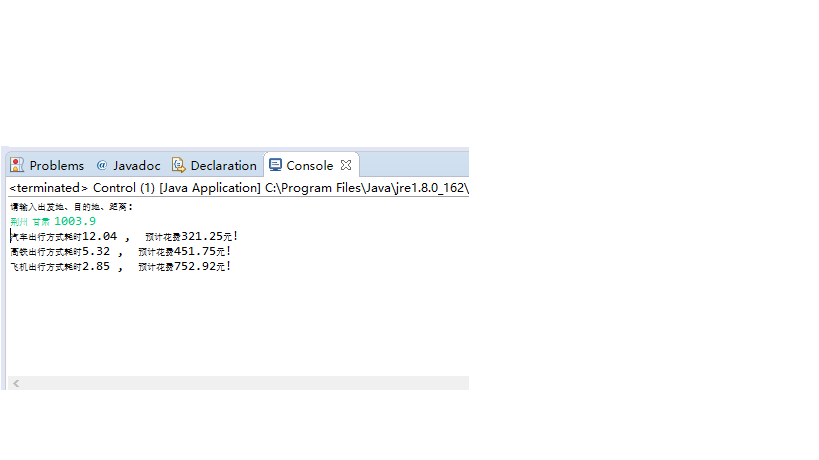 Problems @ Javadoc Declaration Console
<terminated> Control (1) [Java Application] C:\Program Files\Java\jre1.8.0_162\
请输入出发地、目的地、距离:
荆州 甘肃 1003.9
汽车出行方式耗时12.04 , 预计花费321.25元!
高铁出行方式耗时5.32 , 预计花费451.75元!
飞机出行方式耗时2.85 , 预计花费752.92元!